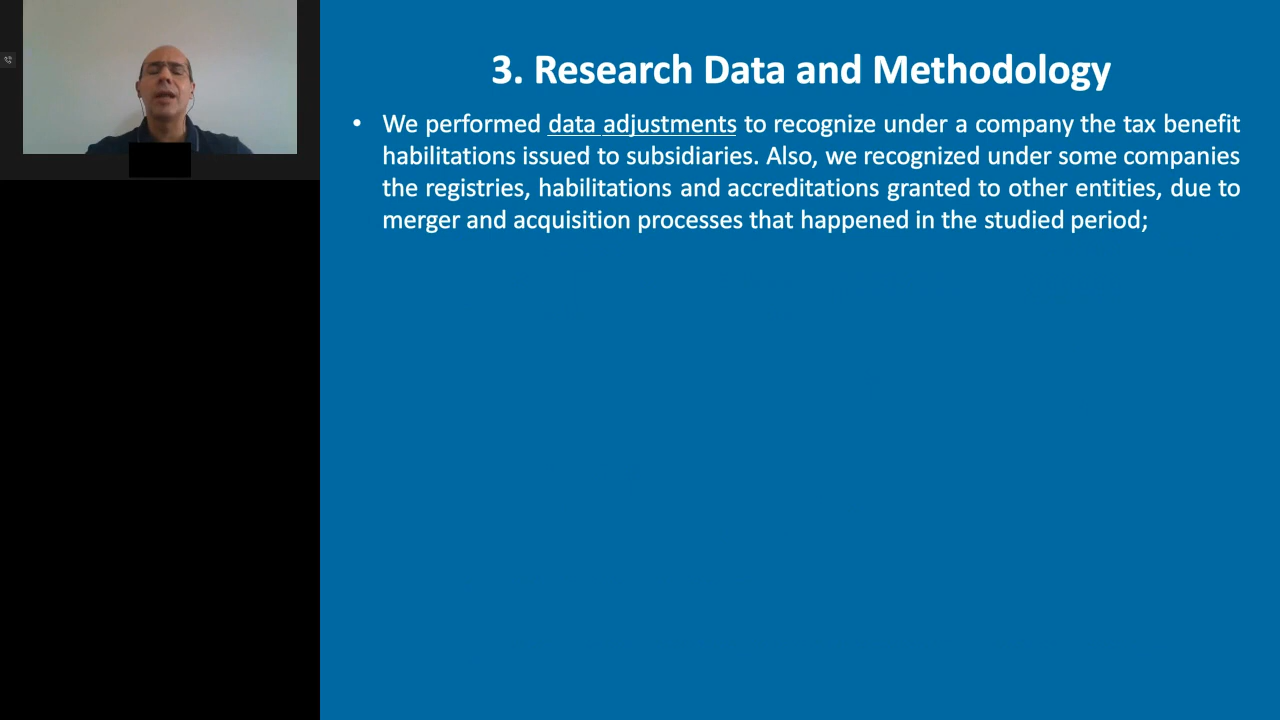 3. Research Data and Methodology
• We performed data adjustments to recognize under a company the tax benefit
habilitations issued to subsidiaries. Also, we recognized under some companies
the registries, habilitations and accreditations granted to other entities, due to
merger and acquisition processes that happened in the studied period;